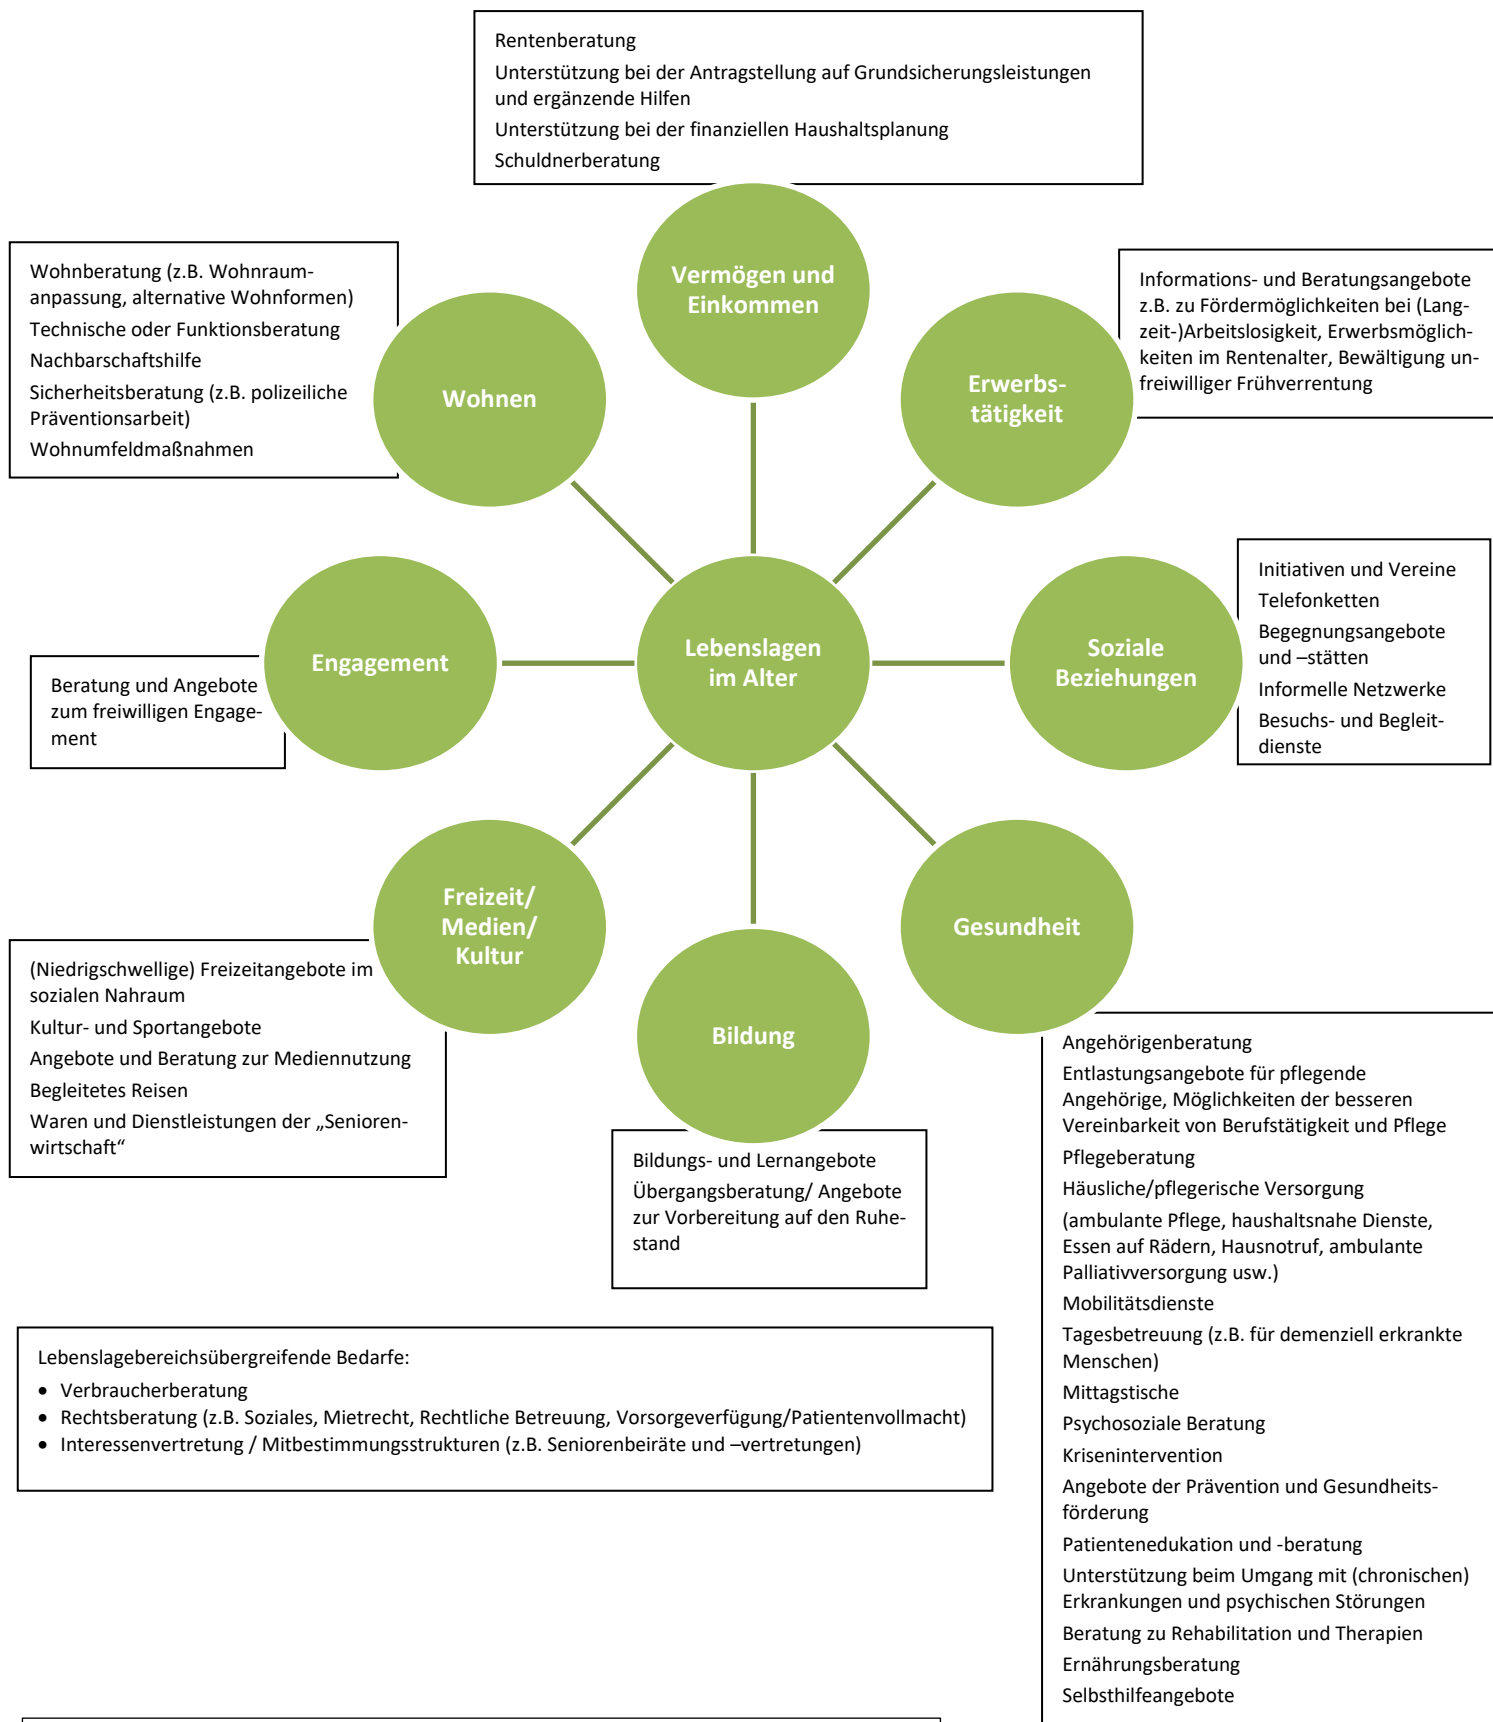 Rentenberatung
Unterstützung bei der Antragstellung auf Grundsicherungsleistungen
und ergänzende Hilfen
Unterstützung bei der finanziellen Haushaltsplanung
Schuldnerberatung
Vermögen und
Einkommen
Wohnberatung (z.B. Wohnraum-
anpassung, alternative Wohnformen)
Technische oder Funktionsberatung
Nachbarschaftshilfe
Sicherheitsberatung (z.B. polizeiliche
Präventionsarbeit)
Wohnumfeldmaßnahmen
Wohnen
Informations- und Beratungsangebote
z.B. zu Fördermöglichkeiten bei (Lang-
zeit-)Arbeitslosigkeit, Erwerbsmöglich-
keiten im Rentenalter, Bewältigung un-
freiwilliger Frühverrentung
Erwerbs-
tätigkeit
Beratung und Angebote
zum freiwilligen Engage-
ment
Engagement
Lebenslagen
im Alter
Soziale
Beziehungen
Initiativen und Vereine
Telefonketten
Begegnungsangebote
und –stätten
Informelle Netzwerke
Besuchs- und Begleit-
dienste
Freizeit/
Medien/
Kultur
(Niedrigschwellige) Freizeitangebote im
sozialen Nahraum
Kultur- und Sportangebote
Angebote und Beratung zur Mediennutzung
Begleitetes Reisen
Waren und Dienstleistungen der „Senioren-
wirtschaft“
Bildung
Bildungs- und Lernangebote
Übergangsberatung/ Angebote
zur Vorbereitung auf den Ruhe-
stand
Gesundheit
Angehörigenberatung
Entlastungsangebote für pflegende
Angehörige, Möglichkeiten der besseren
Vereinbarkeit von Berufstätigkeit und Pflege
Pflegeberatung
Häusliche/pflegerische Versorgung
(ambulante Pflege, haushaltsnahe Dienste,
Essen auf Rädern, Hausnotruf, ambulante
Palliativversorgung usw.)
Mobilitätsdienste
Tagesbetreuung (z.B. für demenziell erkrankte
Menschen)
Mittagstische
Psychosoziale Beratung
Krisenintervention
Angebote der Prävention und Gesundheits-
förderung
Patientenedukation und -beratung
Unterstützung beim Umgang mit (chronischen)
Erkrankungen und psychischen Störungen
Beratung zu Rehabilitation und Therapien
Ernährungsberatung
Selbsthilfeangebote
Lebenslagebereichsübergreifende Bedarfe:
• Verbraucherberatung
• Rechtsberatung (z.B. Soziales, Mietrecht, Rechtliche Betreuung, Vorsorgeverfügung/Patientenvollmacht)
• Interessenvertretung / Mitbestimmungsstrukturen (z.B. Seniorenbeiräte und –vertretungen)